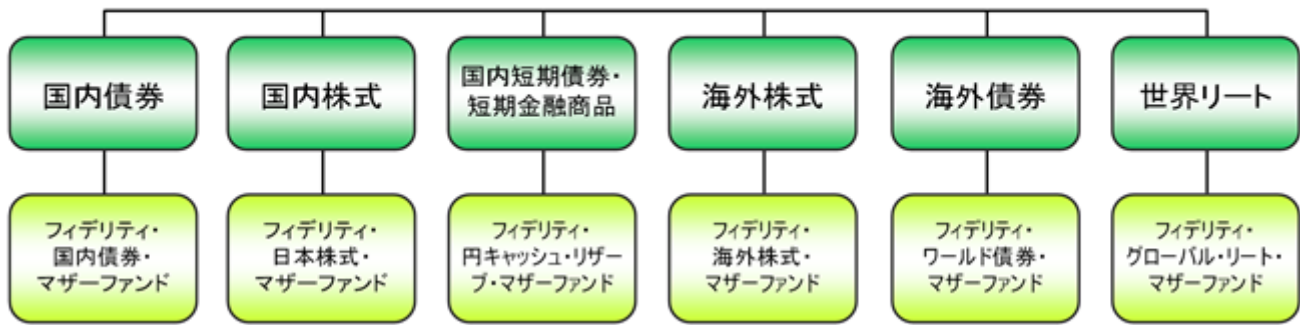 国内債券
国内株式
国内短期債券・
短期金融商品
海外株式
海外債券
世界リート
フィデリティ・
国内債券・
マザーファンド
フィデリティ・
日本株式・
マザーファンド
フィデリティ・
円キャッシュ・リザー
ブ・マザーファンド
フィデリティ・
海外株式・
マザーファンド
フィデリティ・
ワールド債券・
マザーファンド
フィデリティ・
グローバル・リート・
マザーファンド